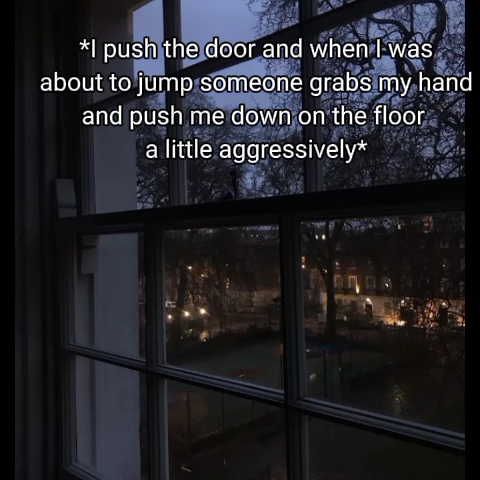 *I push the door and when I was
about to jump someone grabs my hand
and push me down on the floor
a little aggressively*